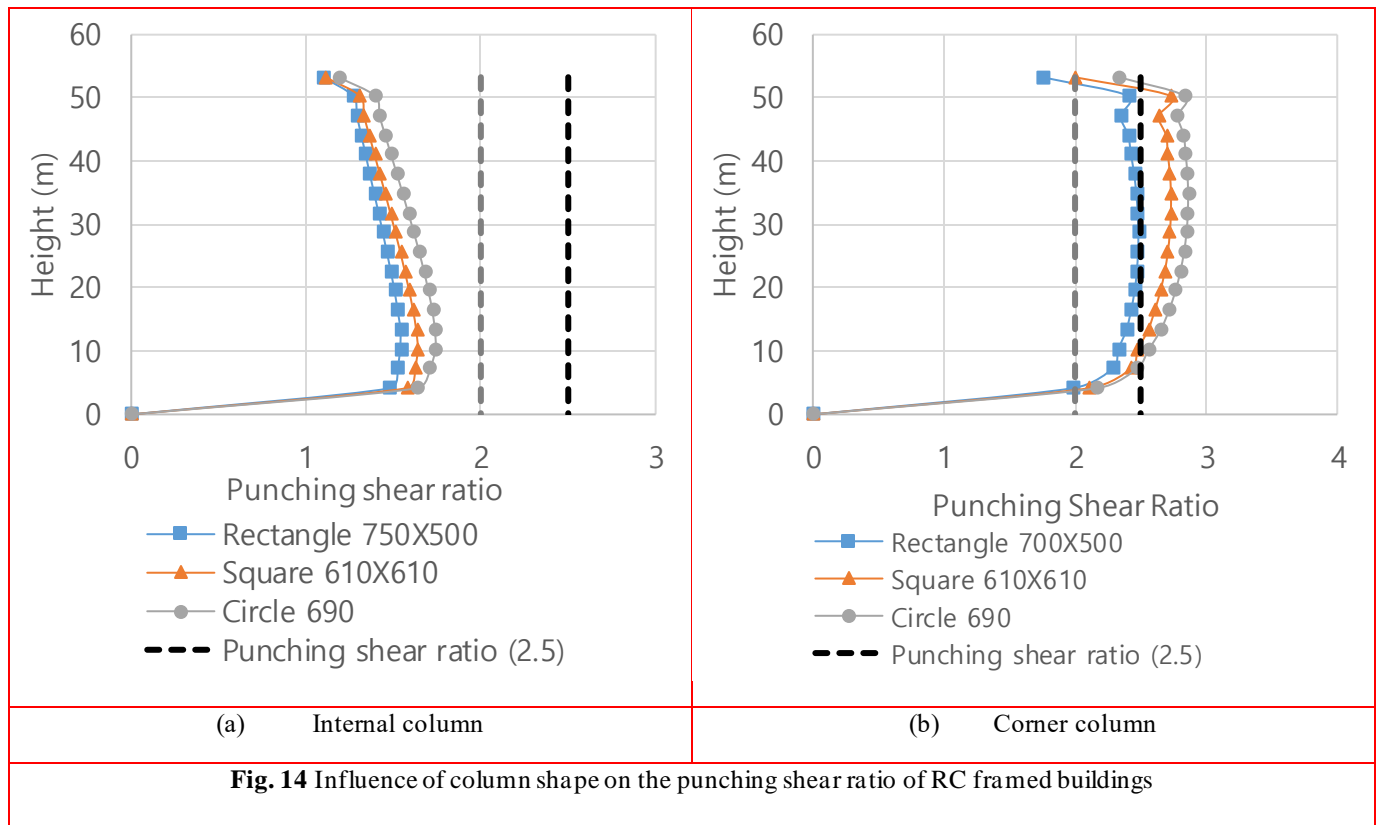 60
50
40
30
20
10
0
Height (m)
0 1 2 3
Punching shear ratio
Rectangle 750X500
Square 610X610
Circle 690
Punching shear ratio (2.5)
60
50
40
30
20
10
0
Height (m)
0 1 2 3 4
Punching Shear Ratio
Rectangle 700X500
Square 610X610
Circle 690
Punching shear ratio (2.5)
(a) Internal column
(b) Corner column
Fig. 14 Influence of column shape on the punching shear ratio of RC framed buildings